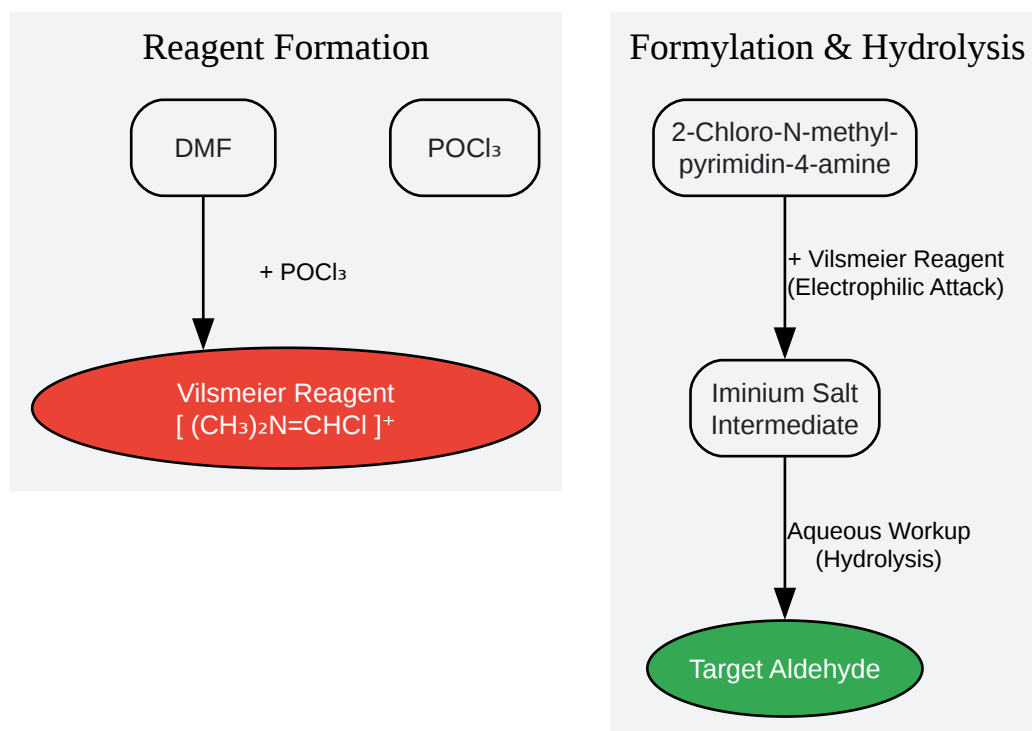 Reagent Formation
DMF
POCl₃
+ POCl₃
Vilsmeier Reagent
[ (CH₃)₂N=CHCl ]⁺
Formylation & Hydrolysis
2-Chloro-N-methyl-
pyrimidin-4-amine
+ Vilsmeier Reagent
(Electrophilic Attack)
Iminium Salt
Intermediate
Aqueous Workup
(Hydrolysis)
Target Aldehyde